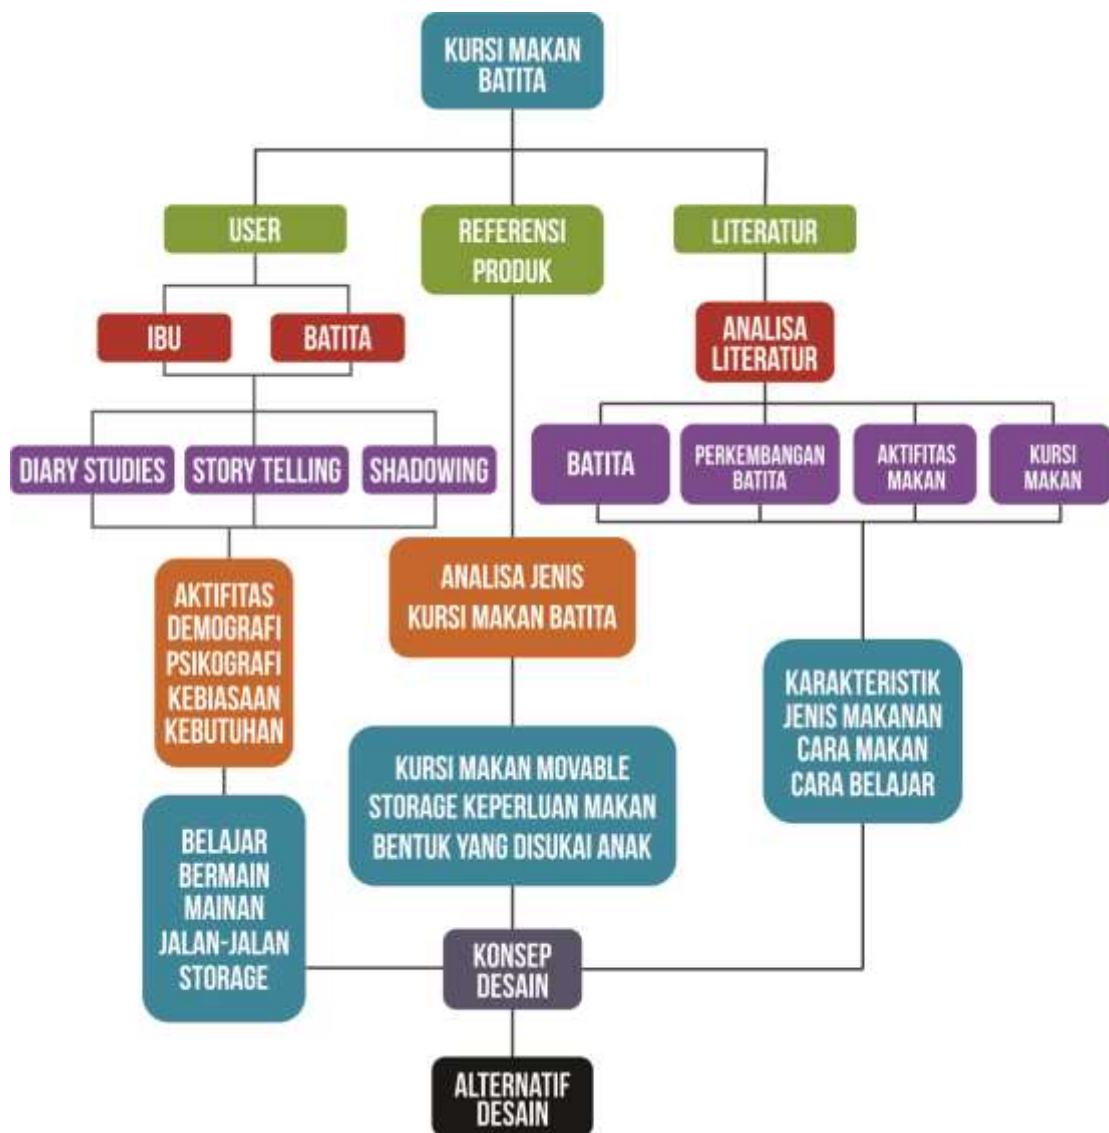 KURSI MAKAN
BATITA
USER
REFERENSI
PRODUK
LITERATUR
IBU
BATITA
ANALISA
LITERATUR
DIARY STUDIES
STORY TELLING
SHADOWING
BATITA
PERKEMBANGAN
BATITA
AKTIFITAS
MAKAN
KURSI
MAKAN
AKTIFITAS
DEMOGRAFI
PSIKOGRAFI
KEBIASAAN
KEBUTUHAN
ANALISA JENIS
KURSI MAKAN BATITA
KARAKTERISTIK
JENIS MAKANAN
CARA MAKAN
CARA BELAJAR
BELAJAR
BERMAIN
MAINAN
JALAN-JALAN
STORAGE
KURSI MAKAN MOVABLE
STORAGE KEPERLUAN MAKAN
BENTUK YANG DISUKAI ANAK
KONSEP
DESAIN
ALTERNATIF
DESAIN